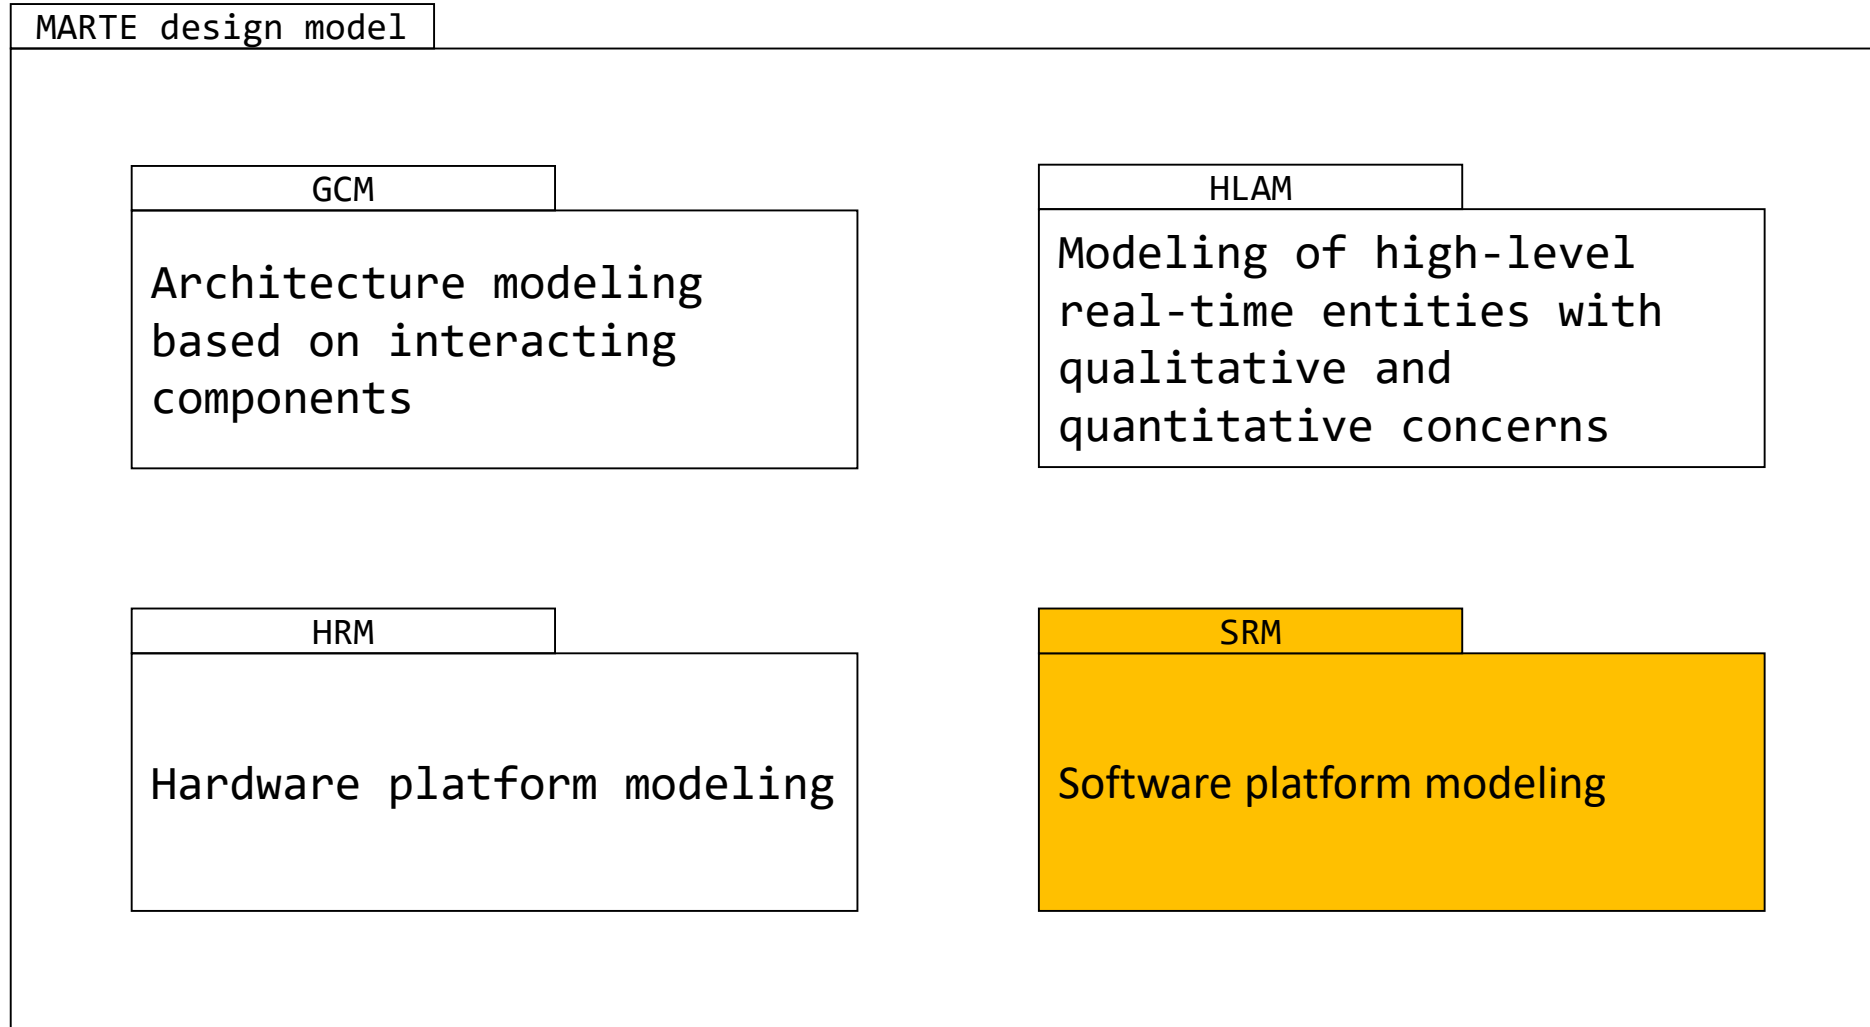 MARTE design model
GCM
Architecture modeling
based on interacting
components
HLAM
Modeling of high-level
real-time entities with
qualitative and
quantitative concerns
HRM
Hardware platform modeling
SRM
Software platform modeling